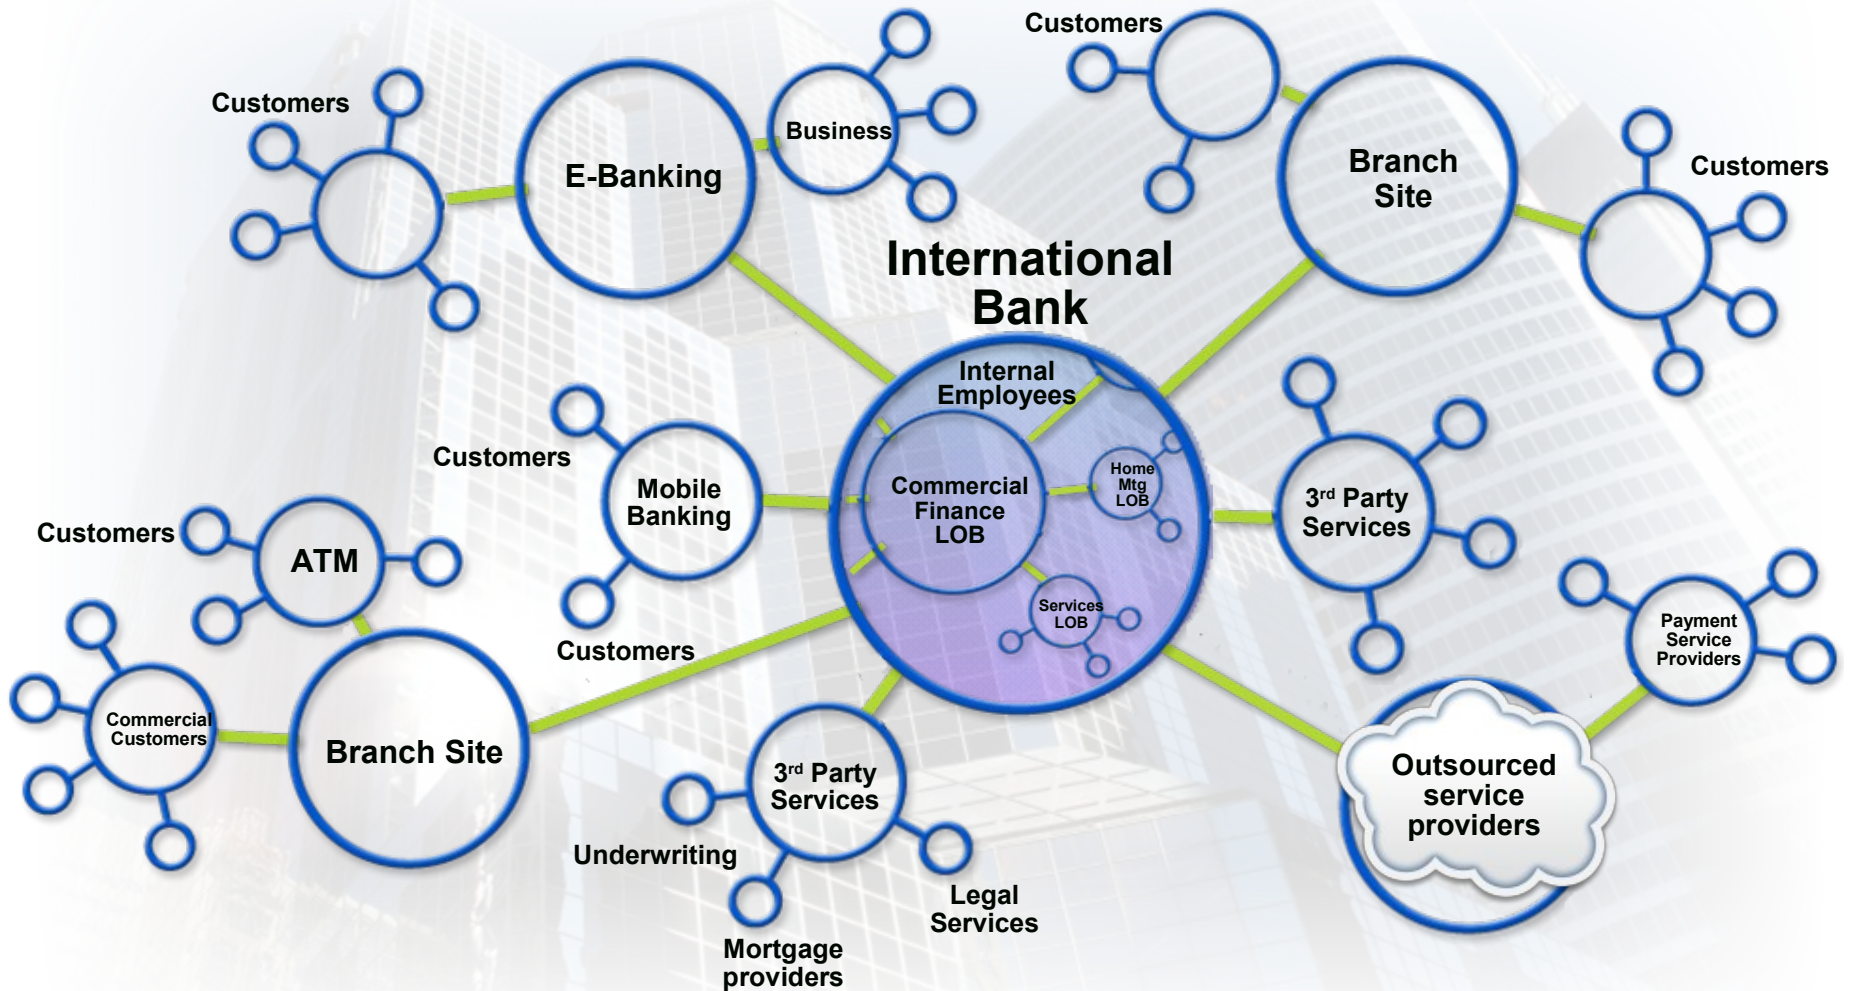 Customers
Customers
Business
E-Banking
Branch
Site
Customers
International
Bank
Internal
Employees
Customers
Mobile
Banking
Commercial
Finance
LOB
Home
Mtg
LOB
3rd Party
Services
Customers
ATM
Services
LOB
Payment
Service
Providers
Customers
Commercial
Customers
Branch Site
3rd Party
Services
Outsourced
service
providers
Underwriting
Legal
Services
Mortgage
providers